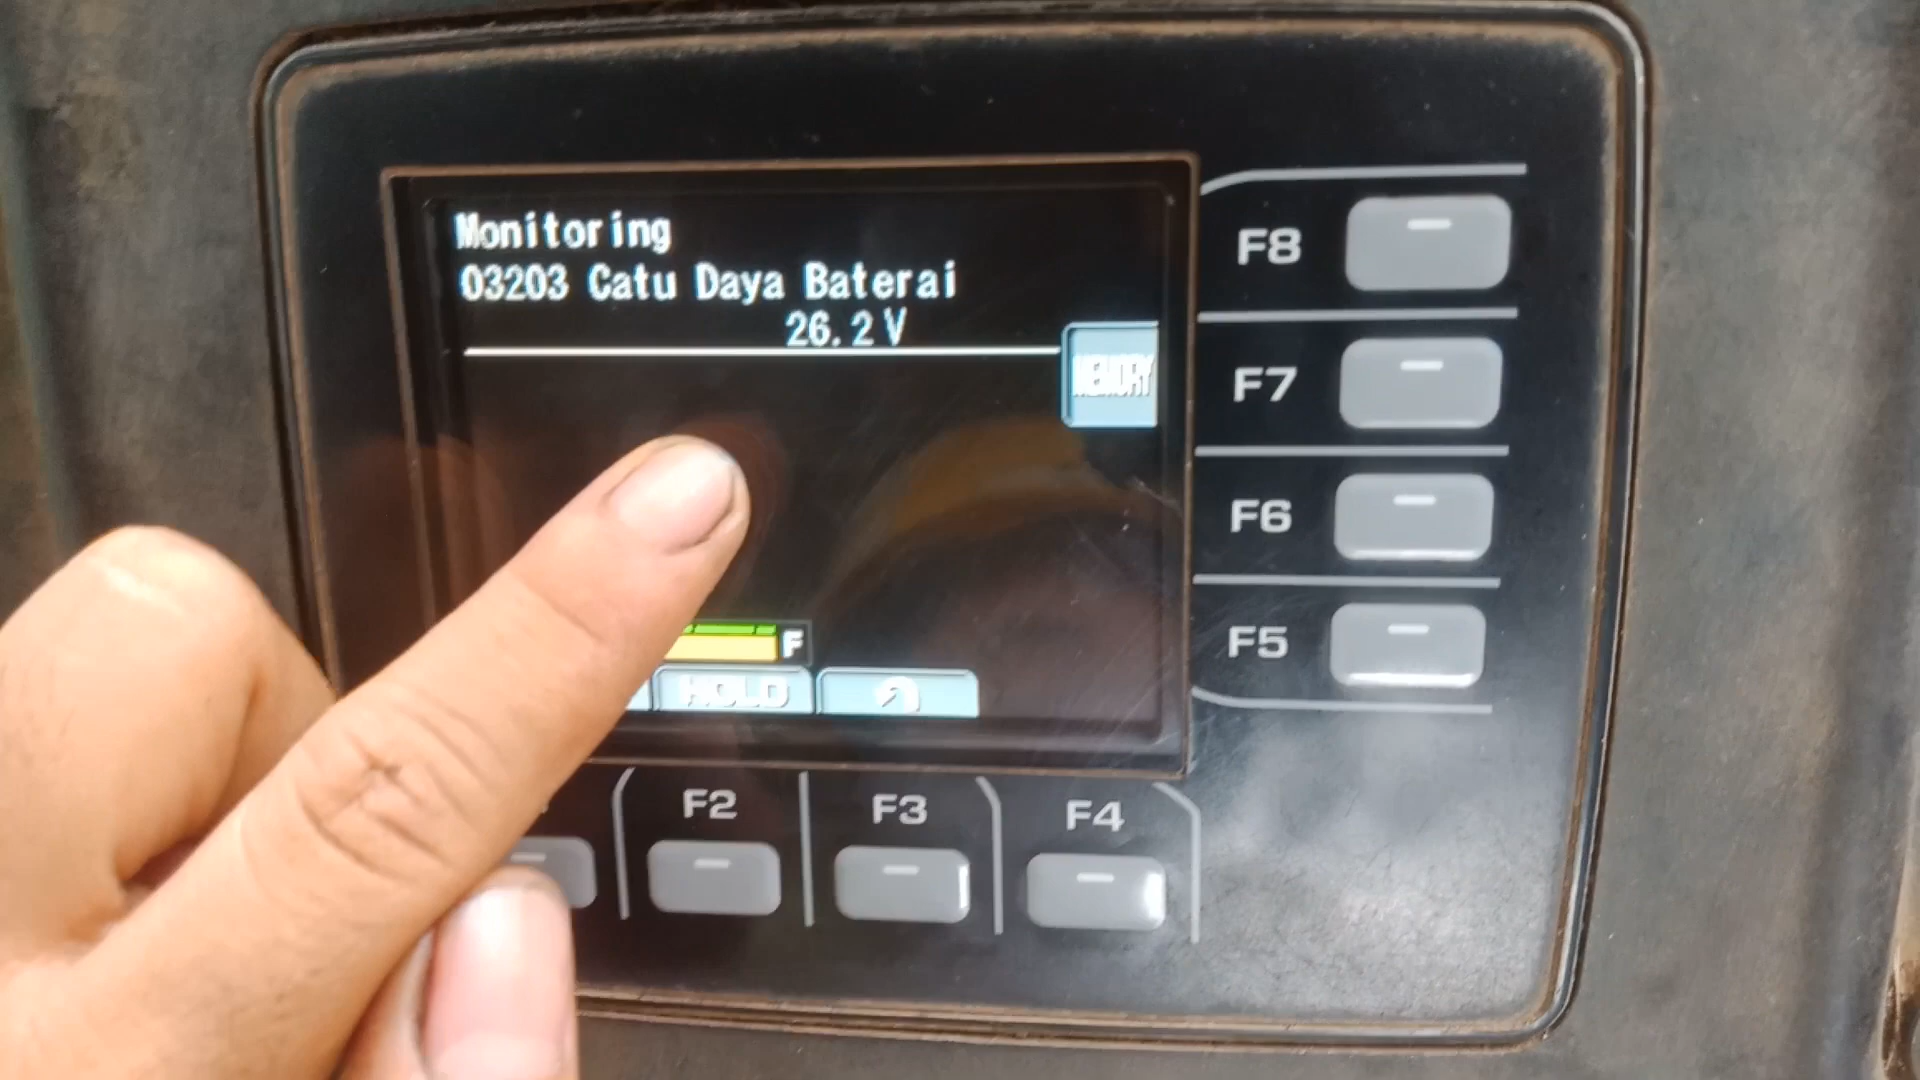 Monitoring
03203 Catu Daya Baterai
26.2 V
MEMORY
F
HOLD
F8
F7
F6
F5
F2
F3
F4